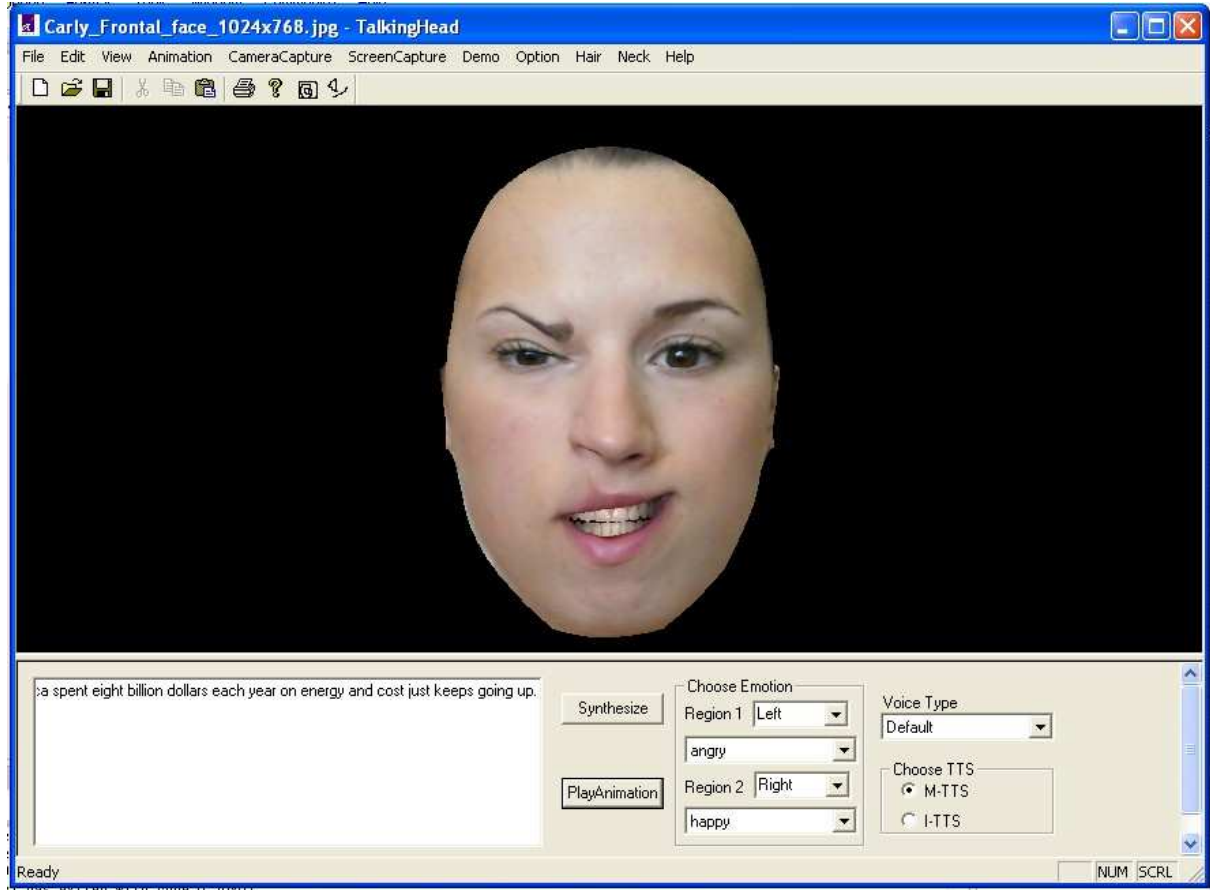 Carly_Frontal_face_1024x768.jpg - TalkingHead
File Edit View Animation CameraCapture ScreenCapture Demo Option Hair Neck Help
:a spent eight billion dollars each year on energy and cost just keeps going up.
Synthesize
PlayAnimation
Choose Emotion
Region 1 Left
angry
Region 2 Right
happy
Voice Type
Default
Choose TTS
M-TTS
I-TTS
Ready
NUM SCRL